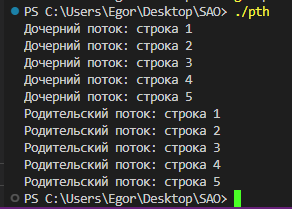 PS C:\Users\Egor\Desktop\SAO> ./pth
Дочерний поток: строка 1
Дочерний поток: строка 2
Дочерний поток: строка 3
Дочерний поток: строка 4
Дочерний поток: строка 5
Родительский поток: строка 1
Родительский поток: строка 2
Родительский поток: строка 3
Родительский поток: строка 4
Родительский поток: строка 5
PS C:\Users\Egor\Desktop\SAO>